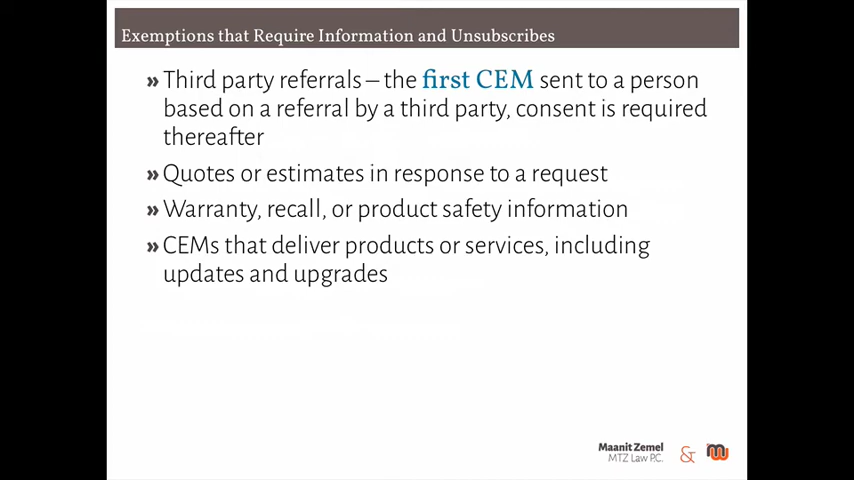 Exemptions that Require Information and Unsubscribes
» Third party referrals – the first CEM sent to a person
based on a referral by a third party, consent is required
thereafter
» Quotes or estimates in response to a request
» Warranty, recall, or product safety information
» CEMs that deliver products or services, including
updates and upgrades
Maanit Zemel
MTZ Law P.C.
&